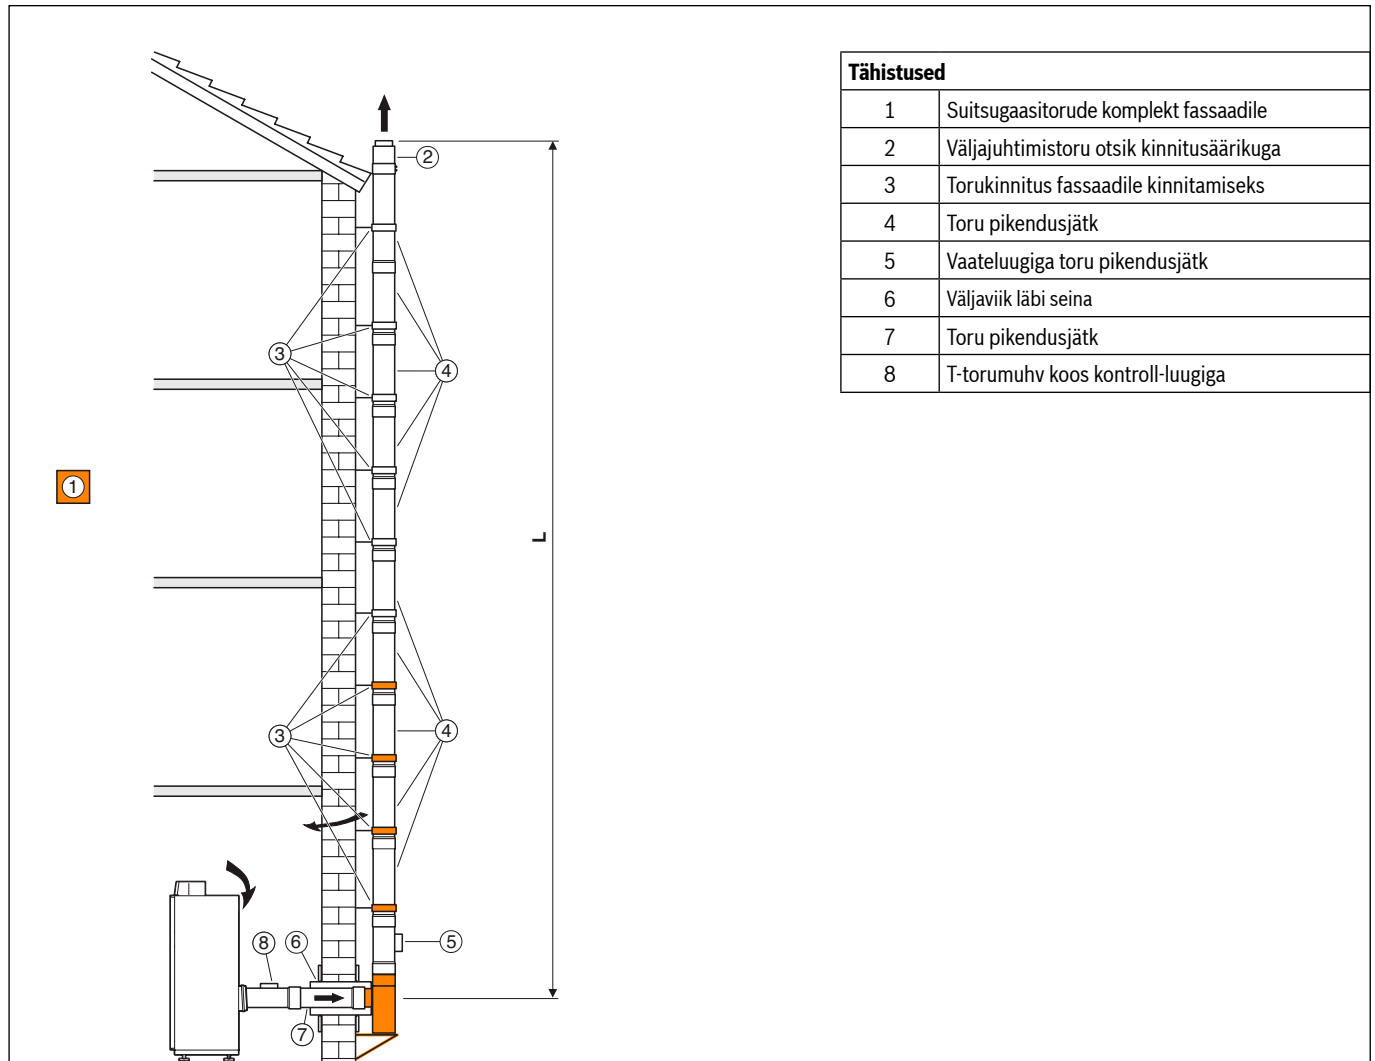 Tähistused
1 Suitsugaasitorude komplekt fassaadile
2 Väljajuhtimistoru otsik kinnitusäärikuga
3 Torukinnitus fassaadile kinnitamiseks
4 Toru pikendusjätk
5 Vaateluugiga toru pikendusjätk
6 Väljaviik läbi seina
7 Toru pikendusjätk
8 T-torumuhv koos kontroll-luugiga
2
3
4
1
L
3
4
8
6
5
7